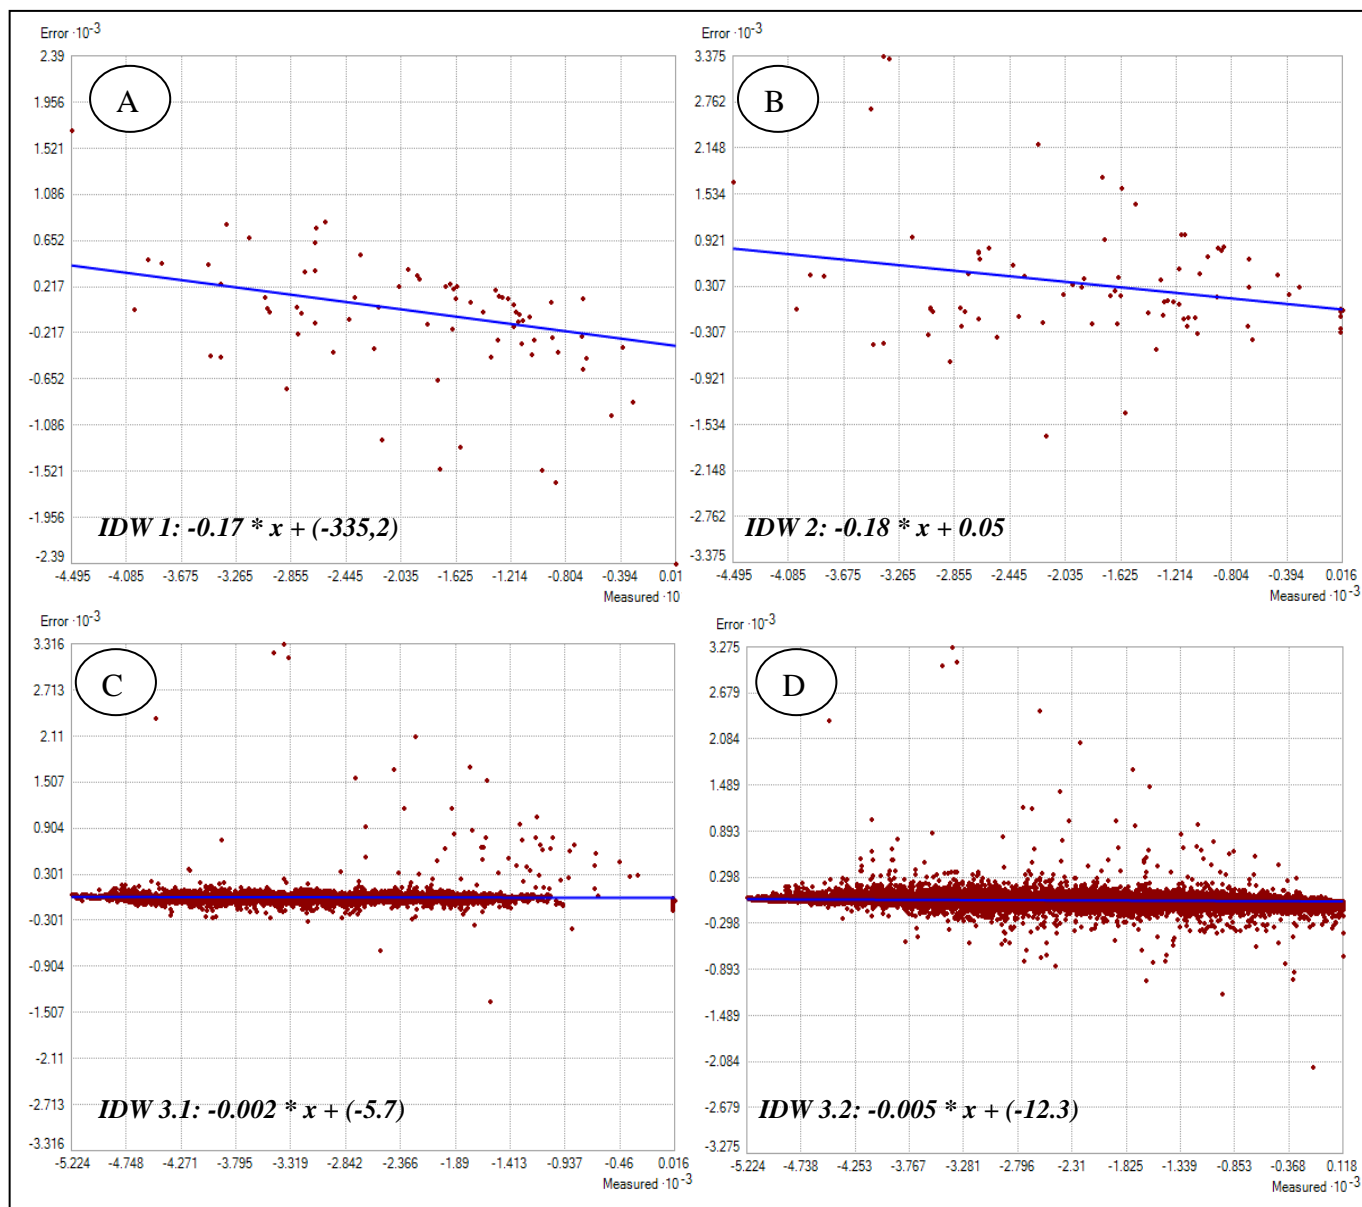 Error ·10⁻³
2.39
1.956
1.521
1.086
0.652
0.217
-0.217
-0.652
-1.086
-1.521
-1.956
-2.39
A
IDW 1: -0.17 * x + (-335,2)
-4.495 -4.085 -3.675 -3.265 -2.855 -2.445 -2.035 -1.625 -1.214 -0.804 -0.394 0.01
Measured ·10
Error ·10⁻³
3.375
2.762
2.148
1.534
0.921
0.307
-0.307
-0.921
-1.534
-2.148
-2.762
-3.375
B
IDW 2: -0.18 * x + 0.05
-4.495 -4.085 -3.675 -3.265 -2.855 -2.445 -2.035 -1.625 -1.214 -0.804 -0.394 0.016
Measured ·10⁻³
Error ·10⁻³
3.316
2.713
2.11
1.507
0.904
0.301
-0.301
-0.904
-1.507
-2.11
-2.713
-3.316
C
IDW 3.1: -0.002 * x + (-5.7)
-5.224 -4.748 -4.271 -3.795 -3.319 -2.842 -2.366 -1.89 -1.413 -0.937 -0.46 0.016
Measured ·10⁻³
Error ·10⁻³
3.275
2.679
2.084
1.489
0.893
0.298
-0.298
-0.893
-1.489
-2.084
-2.679
-3.275
D
IDW 3.2: -0.005 * x + (-12.3)
-5.224 -4.738 -4.253 -3.767 -3.281 -2.796 -2.31 -1.825 -1.339 -0.853 -0.368 0.118
Measured ·10⁻³